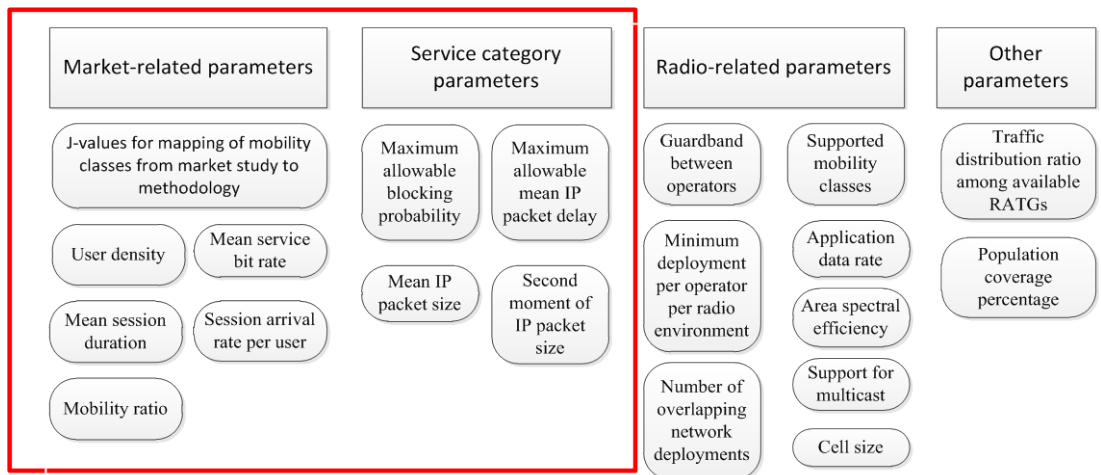 Market-related parameters
J-values for mapping of mobility
classes from market study to
methodology
User density
Mean service
bit rate
Mean session
duration
Session arrival
rate per user
Mobility ratio
Service category
parameters
Maximum
allowable
blocking
probability
Maximum
allowable
mean IP
packet delay
Mean IP
packet size
Second
moment of
IP packet
size
Radio-related parameters
Guardband
between
operators
Supported
mobility
classes
Minimum
deployment
per operator
per radio
environment
Application
data rate
Area spectral
efficiency
Number of
overlapping
network
deployments
Support for
multicast
Cell size
Other
parameters
Traffic
distribution ratio
among available
RATGs
Population
coverage
percentage